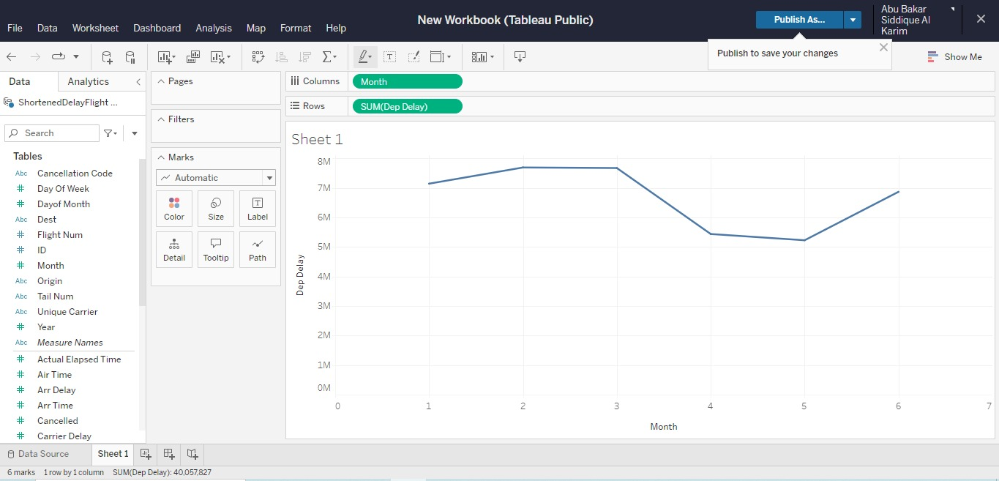 New Workbook (Tableau Public)
Publish As...
Abu Bakar
Siddique Al
Karim
File Data Worksheet Dashboard Analysis Map Format Help
Publish to save your changes
Show Me
Data Analytics
Pages
Columns Month
ShortenedDelayFlight ...
Rows SUM(Dep Delay)
Filters
Search
Sheet 1
Tables
Marks
Abc Cancellation Code
Automatic
# Day Of Week
# Dayof Month
Abc Dest
Color Size Label
# Flight Num
# ID
Detail Tooltip Path
# Month
Abc Origin
Abc Tail Num
Abc Unique Carrier
# Year
Abc Measure Names
# Actual Elapsed Time
# Air Time
# Arr Delay
# Arr Time
# Cancelled
# Carrier Delay
8M
7M
6M
5M
4M
3M
2M
1M
0M
Dep Delay
0 1 2 3 4 5 6 7
Month
Data Source Sheet 1
6 marks 1 row by 1 column SUM(Dep Delay): 40,057,827